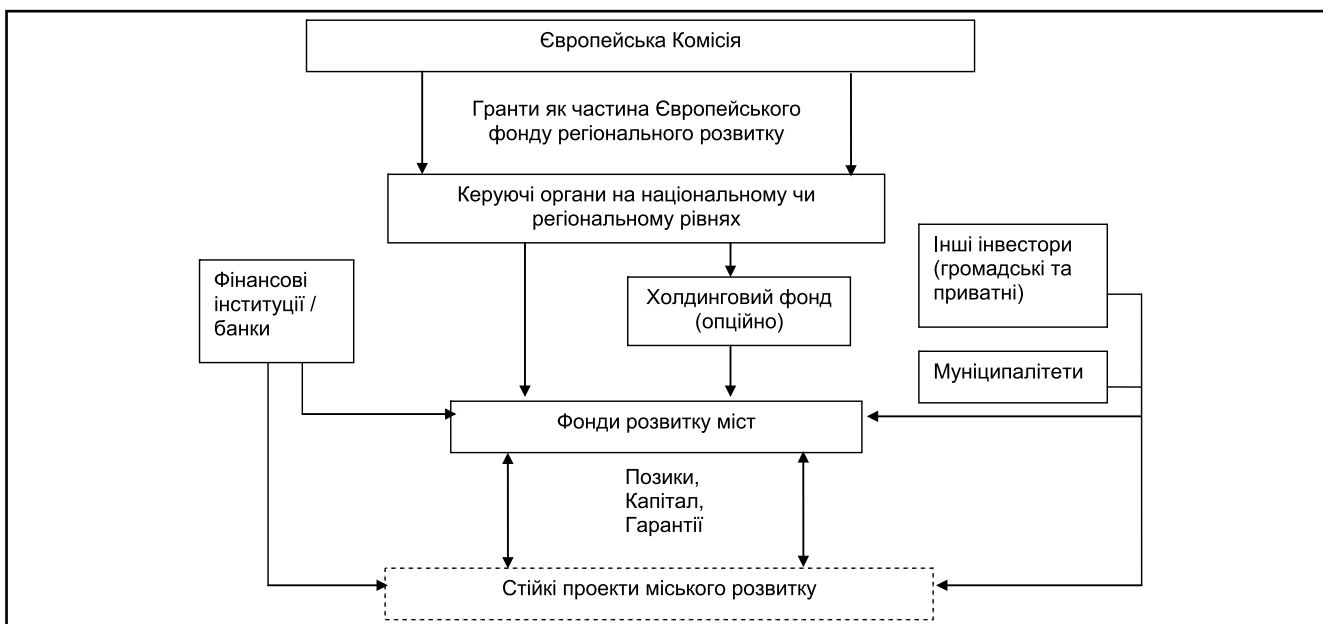 Європейська Комісія
Гранти як частина Європейського
фонду регіонального розвитку
Керуючі органи на національному чи
регіональному рівнях
Інші інвестори
(громадські та
приватні)
Фінансові
інституції /
банки
Холдинговий фонд
(опційно)
Муніципалітети
Фонди розвитку міст
Позики,
Капітал,
Гарантії
Стійкі проекти міського розвитку